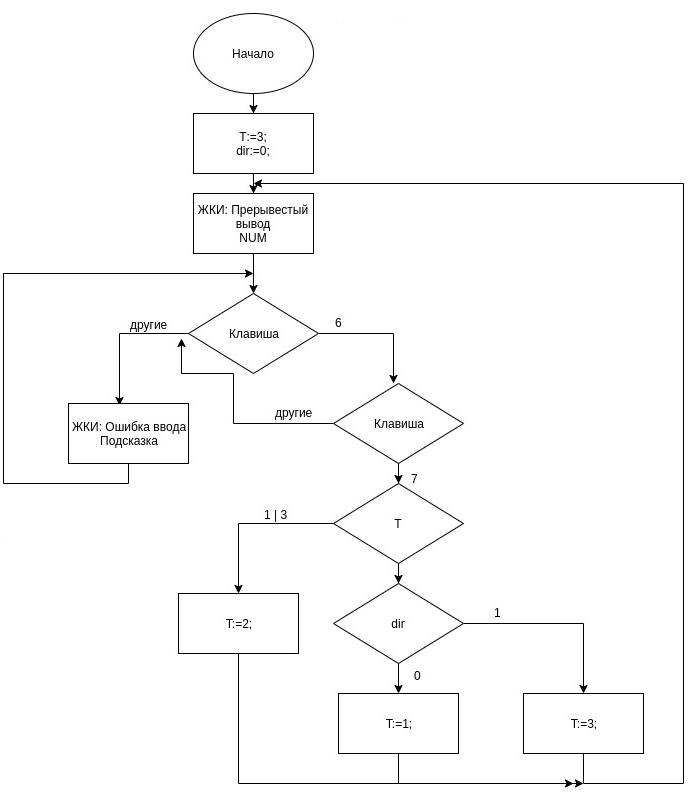 Начало
T:=3;
dir:=0;
ЖКИ: Прерывестый
вывод
NUM
другие
Клавиша
6
ЖКИ: Ошибка ввода
Подсказка
другие
Клавиша
7
1 | 3
T
T:=2;
dir
1
0
T:=1;
T:=3;